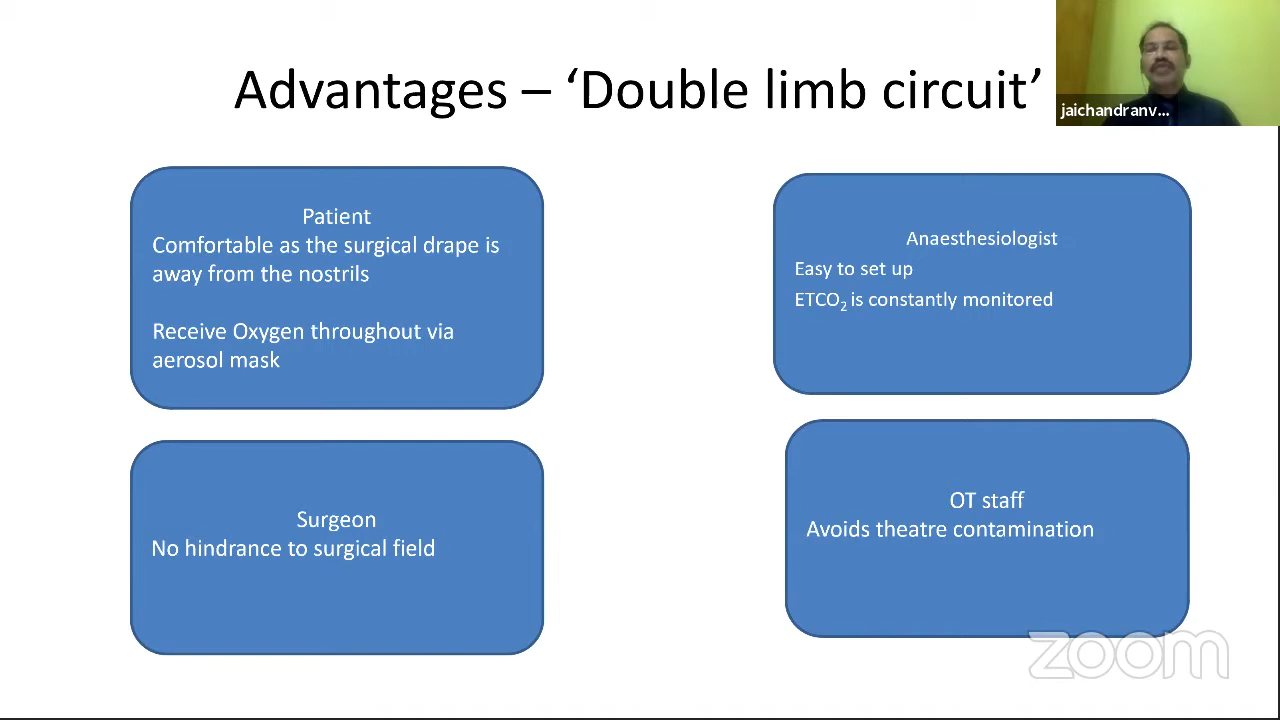 Advantages – ‘Double limb circuit’
jaichandranv...
Patient
Comfortable as the surgical drape is
away from the nostrils
Receive Oxygen throughout via
aerosol mask
Anaesthesiologist
Easy to set up
ETCO2 is constantly monitored
Surgeon
No hindrance to surgical field
OT staff
Avoids theatre contamination
zoom